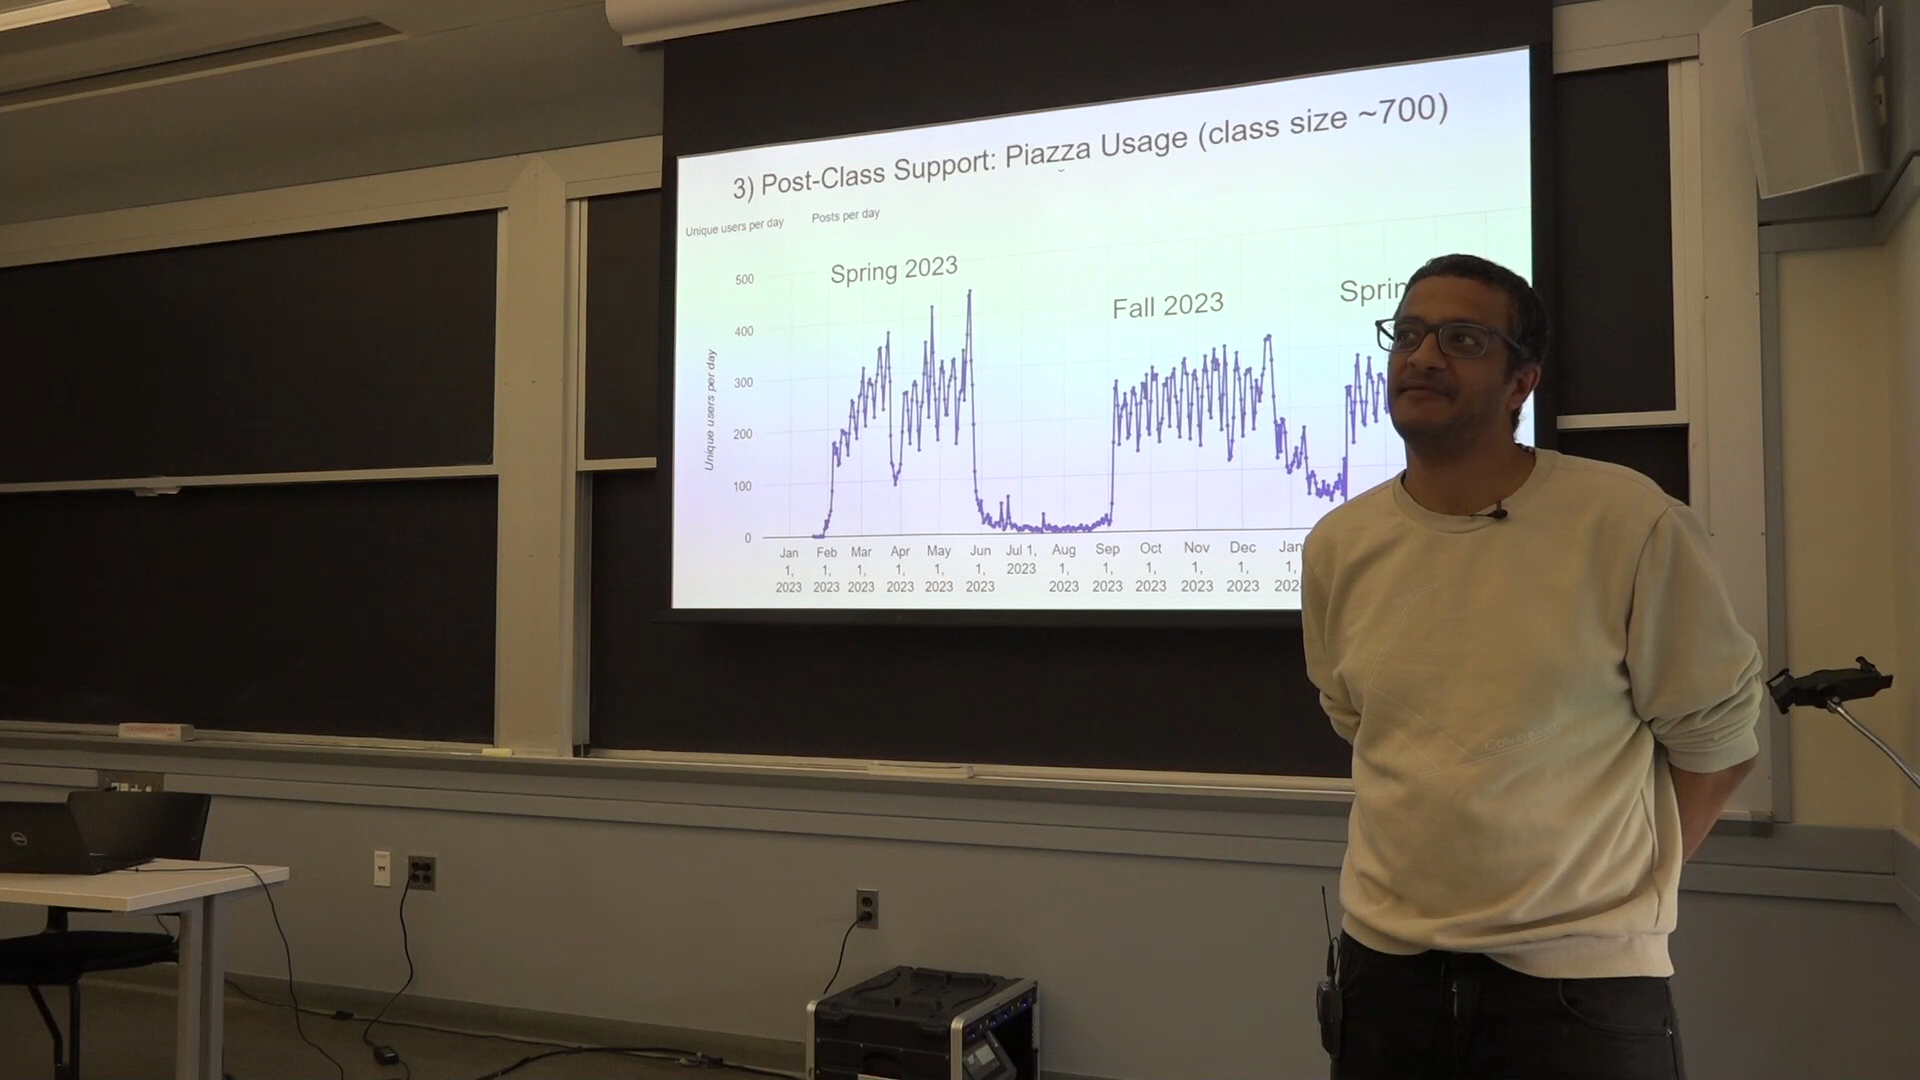 3) Post-Class Support: Piazza Usage (class size ~700)
Unique users per day
Posts per day
Spring 2023
Fall 2023
Sprin
500
400
300
200
100
0
Unique users per day
Jan 1, 2023
Feb 1, 2023
Mar 1, 2023
Apr 1, 2023
May 1, 2023
Jun 1, 2023
Jul 1, 2023
Aug 1, 2023
Sep 1, 2023
Oct 1, 2023
Nov 1, 2023
Dec 1, 2023
Jan 1, 202
Calvin Klein